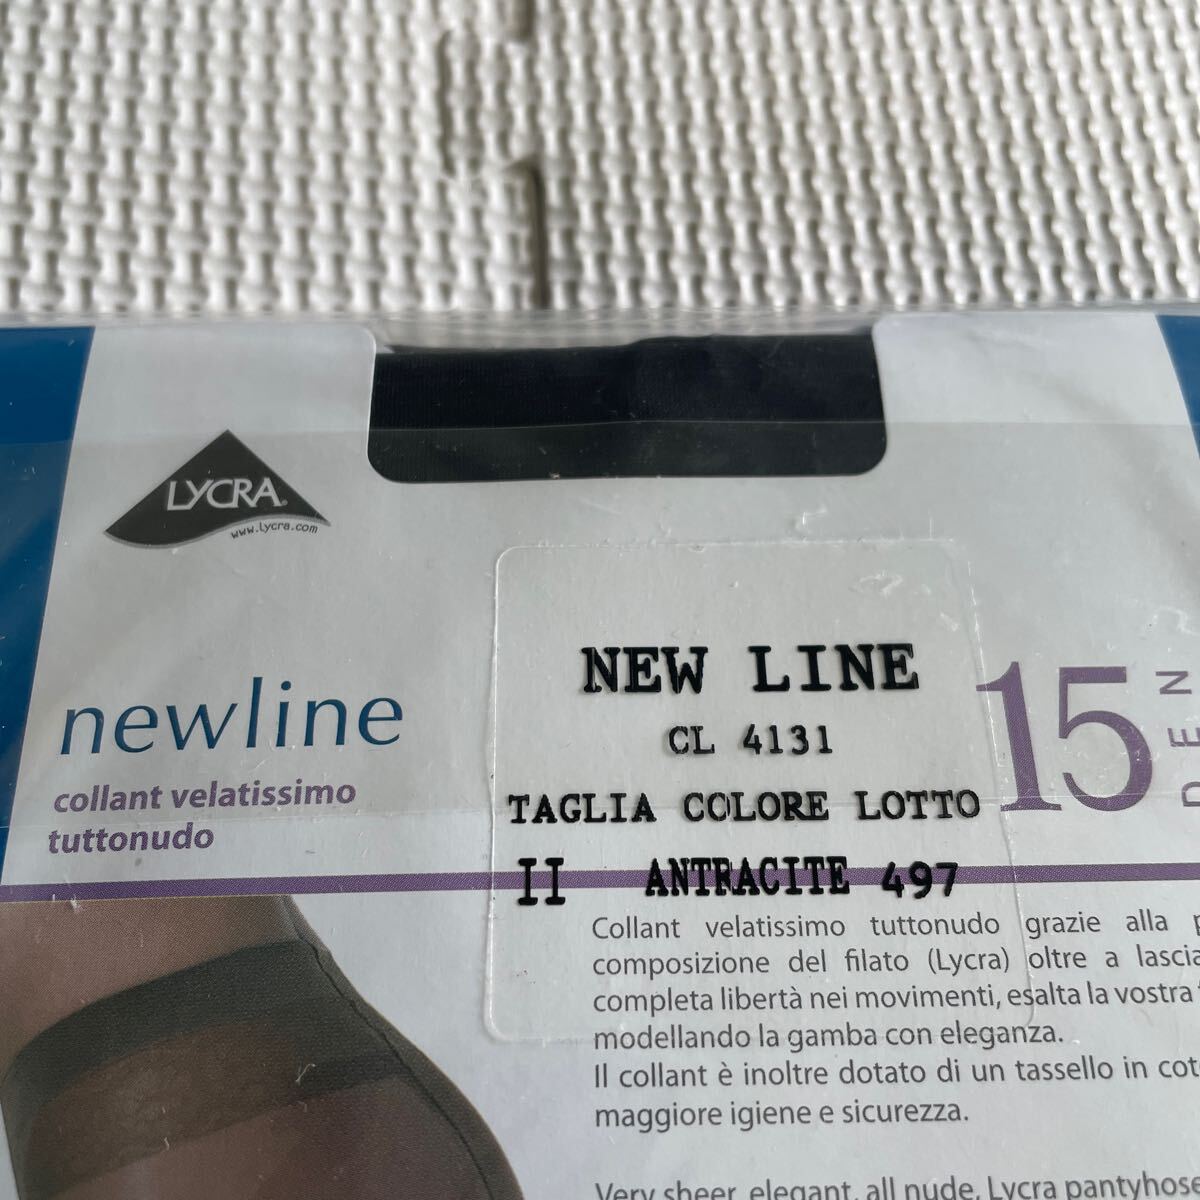 LYCRA
www.lycra.com
newline
collant velatissimo
tuttonudo
NEW LINE
CL 4131
TAGLIA COLORE LOTTO
II ANTRACITE 497
15
DEN
Collant velatissimo tuttonudo grazie alla
composizione del filato (Lycra) oltre a
completa libertà nei movimenti, esalta la vostra
modellando la gamba con eleganza.
Il collant è inoltre dotato di un tassello in
maggiore igiene e sicurezza.
Very sheer, elegant, all nude, Lycra pantyhose